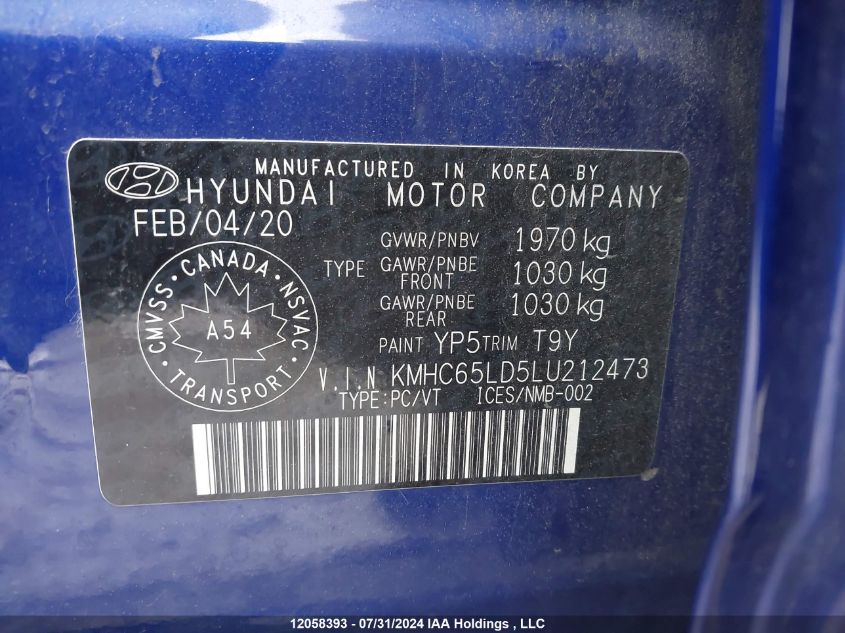 MANUFACTURED IN KOREA BY
HYUNDAI MOTOR COMPANY
FEB/04/20
GVWR/PNBV 1970 kg
TYPE GAWR/PNBE FRONT 1030 kg
GAWR/PNBE REAR 1030 kg
PAINT YP5 TRIM T9Y
CANADA
CMVSS · NSVAC
A54
TRANSPORT
V.I.N KMHC65LD5LU212473
TYPE:PC/VT ICES/NMB-002
12058393 - 07/31/2024 IAA Holdings , LLC